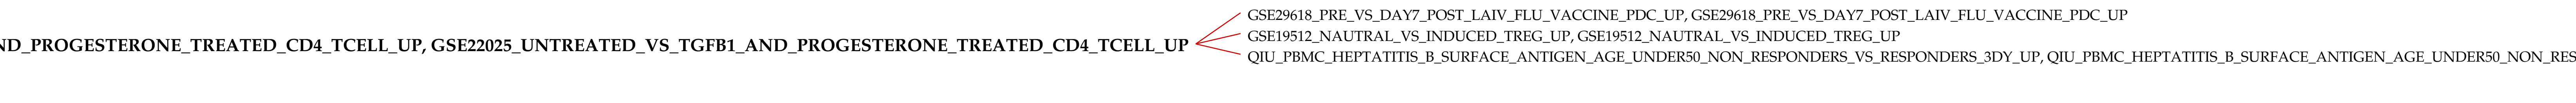 ND_PROGESTERONE_TREATED_CD4_TCELL_UP, GSE22025_UNTREATED_VS_TGFB1_AND_PROGESTERONE_TREATED_CD4_TCELL_UP
GSE29618_PRE_VS_DAY7_POST_LAIV_FLU_VACCINE_PDC_UP, GSE29618_PRE_VS_DAY7_POST_LAIV_FLU_VACCINE_PDC_UP
GSE19512_NAUTRAL_VS_INDUCED_TREG_UP, GSE19512_NAUTRAL_VS_INDUCED_TREG_UP
QIU_PBMC_HEPTATITIS_B_SURFACE_ANTIGEN_AGE_UNDER50_NON_RESPONDERS_VS_RESPONDERS_3DY_UP, QIU_PBMC_HEPTATITIS_B_SURFACE_ANTIGEN_AGE_UNDER50_NON_RES